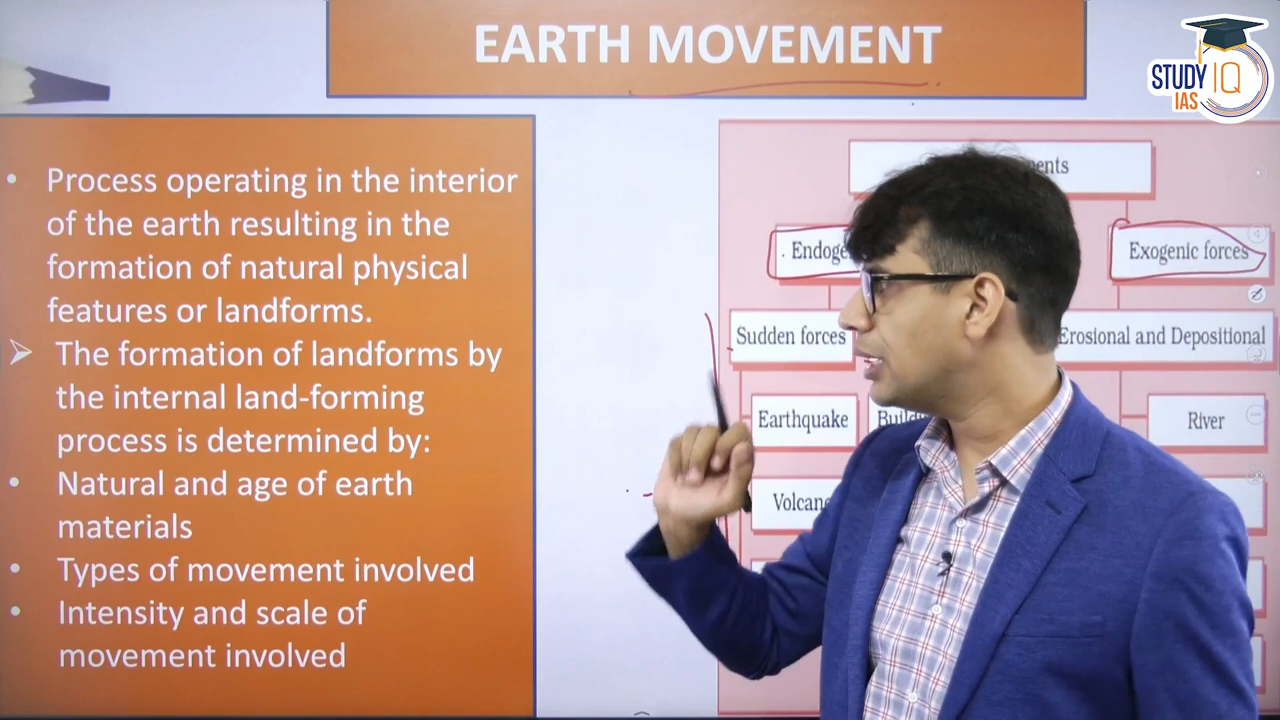 EARTH MOVEMENT
STUDY IQ
IAS
• Process operating in the interior
of the earth resulting in the
formation of natural physical
features or landforms.
➢ The formation of landforms by
the internal land-forming
process is determined by:
• Natural and age of earth
materials
• Types of movement involved
• Intensity and scale of
movement involved
Exogenic forces
Sudden forces
Erosional and Depositional
Earthquake
River